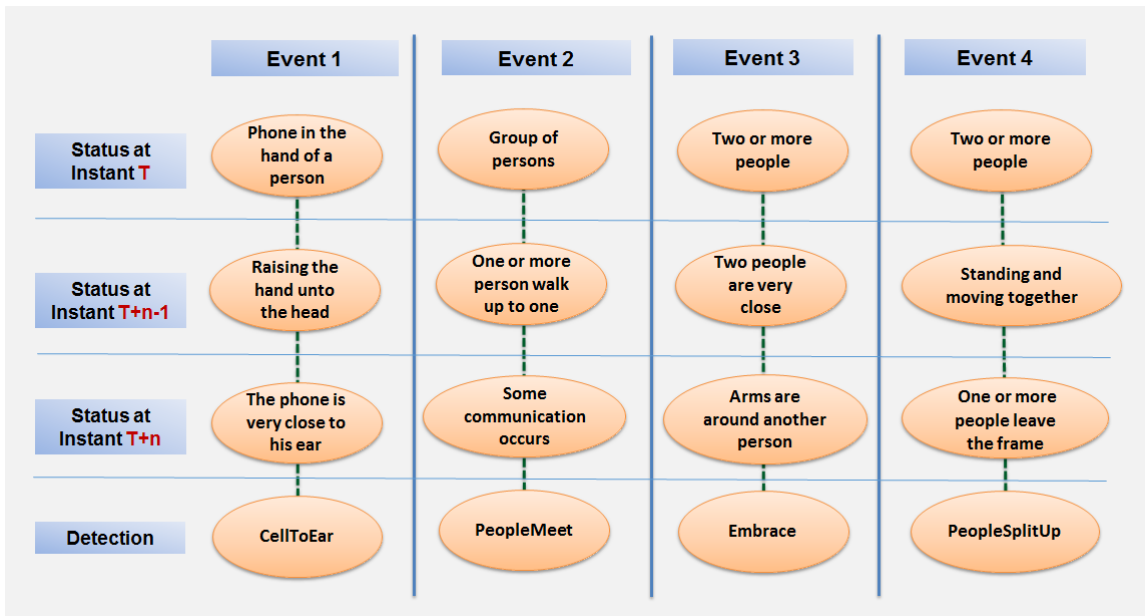 Event 1
Event 2
Event 3
Event 4
Status at
Instant T
Phone in the
hand of a
person
Group of
persons
Two or more
people
Two or more
people
Status at
Instant T+n-1
Raising the
hand unto
the head
One or more
person walk
up to one
Two people
are very
close
Standing and
moving together
Status at
Instant T+n
The phone is
very close to
his ear
Some
communication
occurs
Arms are
around another
person
One or more
people leave
the frame
Detection
CellToEar
PeopleMeet
Embrace
PeopleSplitUp